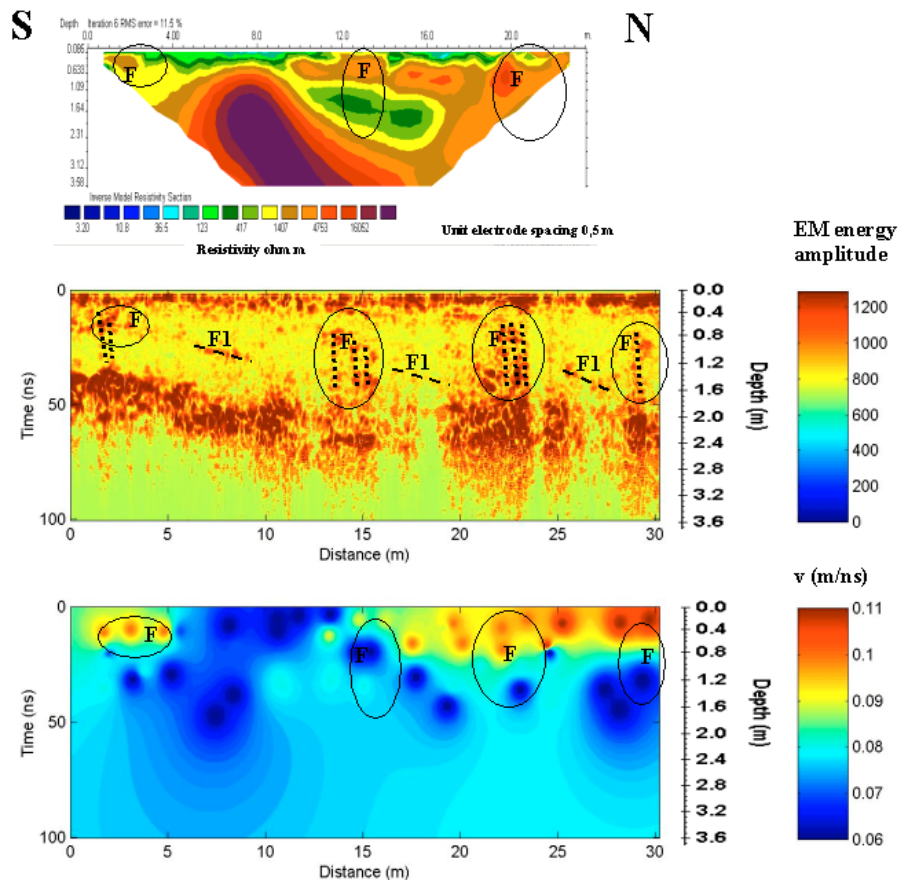 S
N
Depth Iteration 6 RMS error = 11.5 %
0.0 4.00 8.0 12.0 16.0 20.0 m.
0.085
0.633
1.09
1.64
2.31
3.12
3.58
F F F
Inverse Model Resistivity Section
3.20 10.8 36.5 123 417 1407 4753 16052
Resistivity ohm m
Unit electrode spacing 0,5 m
EM energy
amplitude
Time (ns)
0
50
100
F F F F
F1 F1 F1
0 5 10 15 20 25 30
Distance (m)
0.0
0.4
0.8
1.2
1.6
2.0
2.4
2.8
3.2
3.6
Depth (m)
1200
1000
800
600
400
200
0
v (m/ns)
Time (ns)
0
50
100
F F F F
0 5 10 15 20 25 30
Distance (m)
0.0
0.4
0.8
1.2
1.6
2.0
2.4
2.8
3.2
3.6
Depth (m)
0.11
0.1
0.09
0.08
0.07
0.06